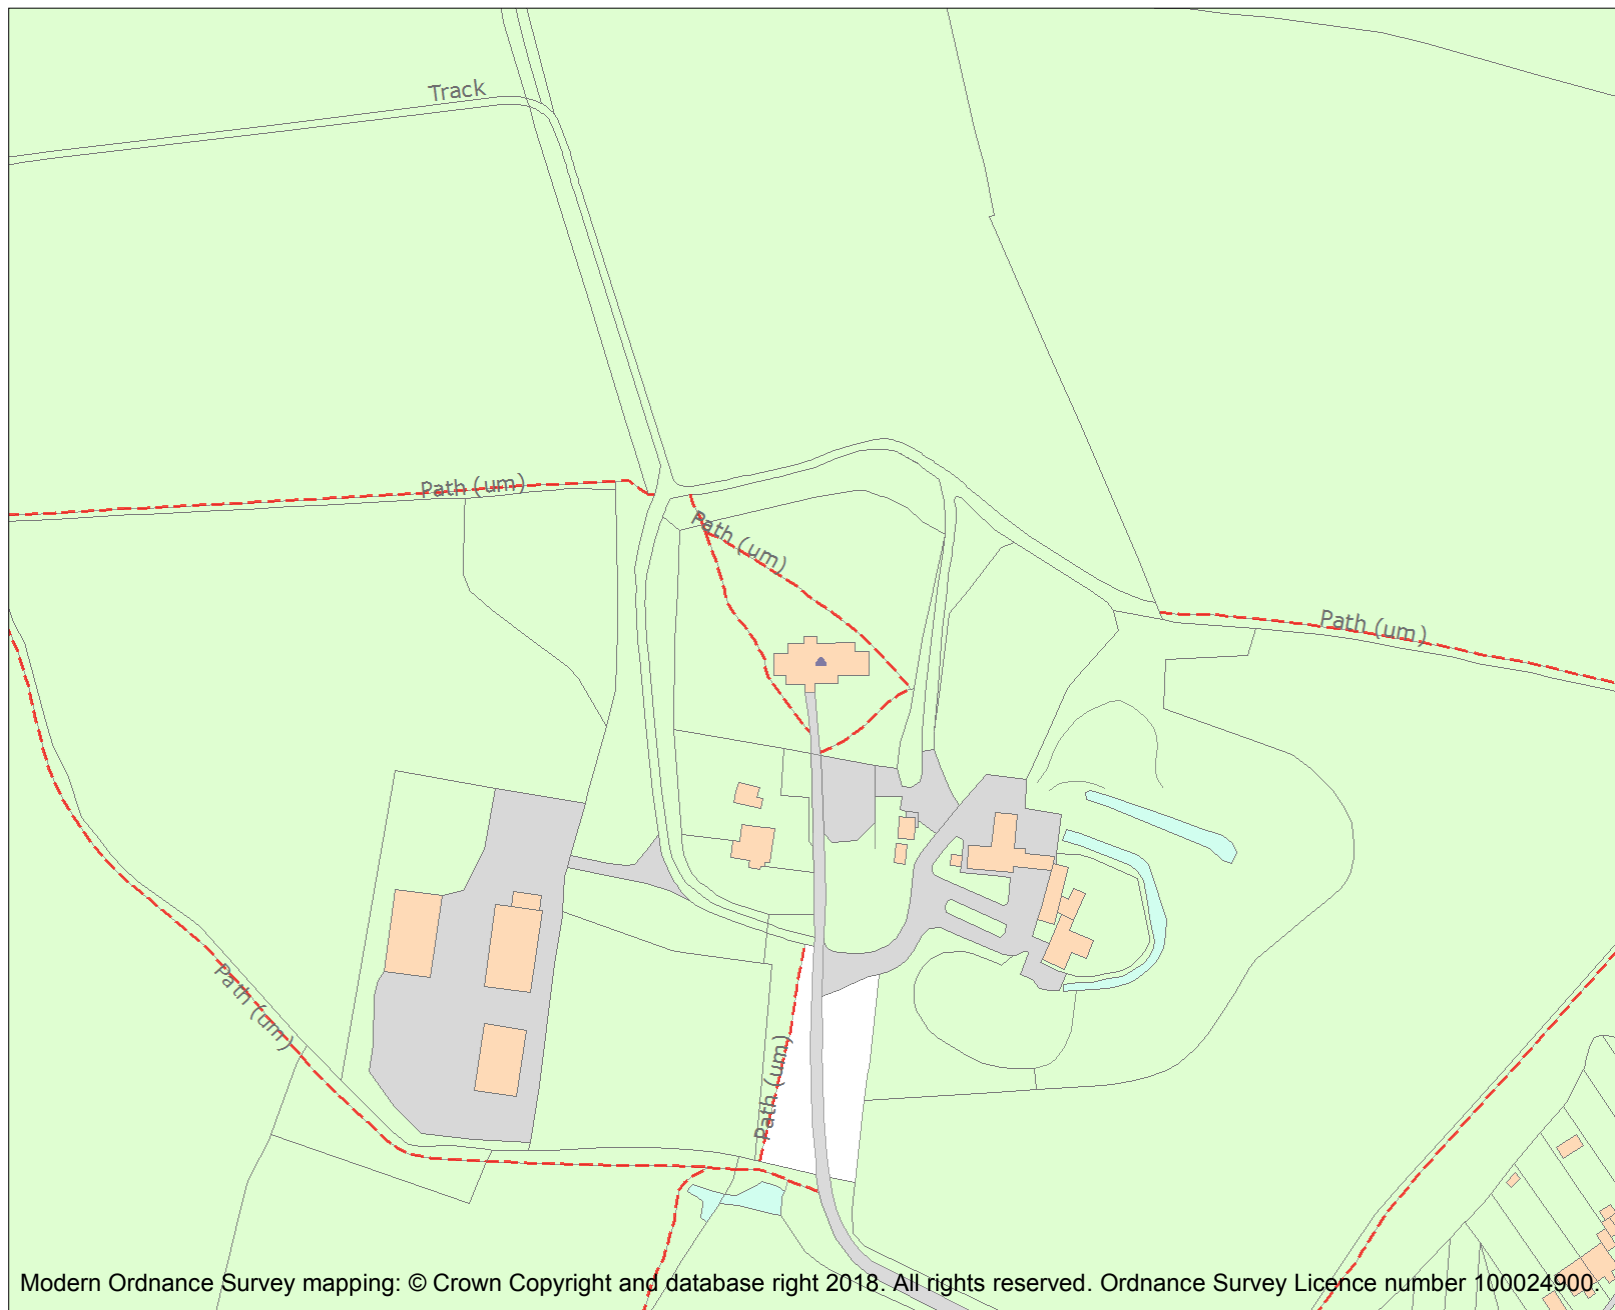 Track
Path (um)
Path (um)
Path (um)
Path (um)
Path (um)
Modern Ordnance Survey mapping: © Crown Copyright and database right 2018. All rights reserved. Ordnance Survey Licence number 100024900.